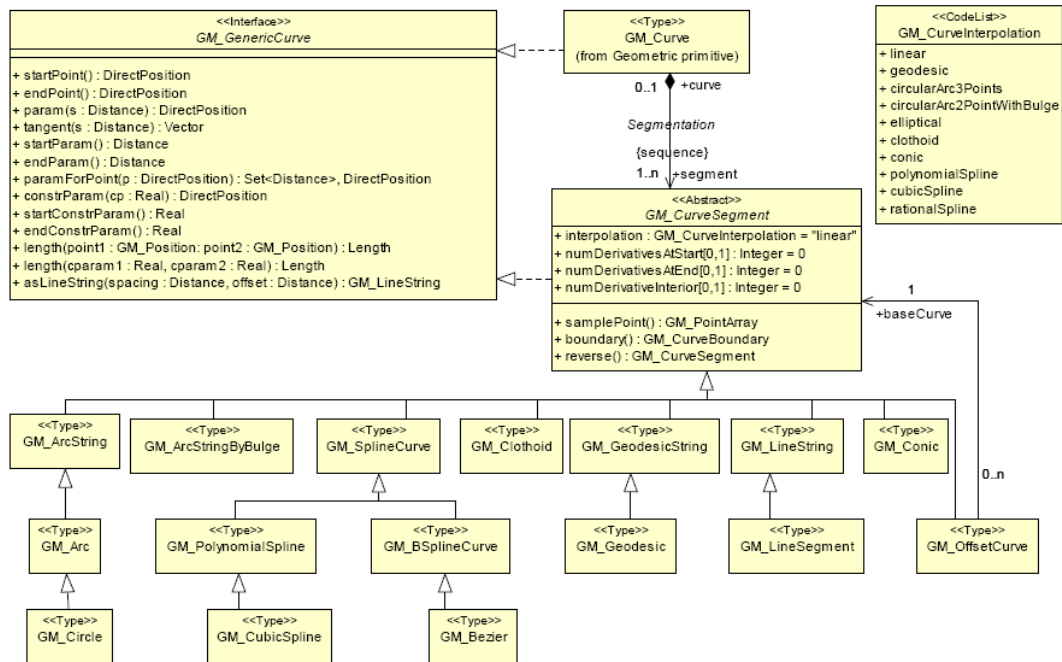 <<Interface>>
GM_GenericCurve
+ startPoint() : DirectPosition
+ endPoint() : DirectPosition
+ param(s : Distance) : DirectPosition
+ tangent(s : Distance) : Vector
+ startParam() : Distance
+ endParam() : Distance
+ paramForPoint(p : DirectPosition) : Set<Distance>, DirectPosition
+ constrParam(cp : Real) : DirectPosition
+ startConstrParam() : Real
+ endConstrParam() : Real
+ length(point1 : GM_Position: point2 : GM_Position) : Length
+ length(cparam1 : Real, cparam2 : Real) : Length
+ asLineString(spacing : Distance, offset : Distance) : GM_LineString
<<Type>>
GM_Curve
(from Geometric primitive)
0..1
+curve
Segmentation
{sequence}
1..n
+segment
<<CodeList>>
GM_CurveInterpolation
+ linear
+ geodesic
+ circularArc3Points
+ circularArc2PointWithBulge
+ elliptical
+ clothoid
+ conic
+ polynomialSpline
+ cubicSpline
+ rationalSpline
<<Abstract>>
GM_CurveSegment
+ interpolation : GM_CurveInterpolation = "linear"
+ numDerivativesAtStart[0,1] : Integer = 0
+ numDerivativesAtEnd[0,1] : Integer = 0
+ numDerivativeInterior[0,1] : Integer = 0
+ samplePoint() : GM_PointArray
+ boundary() : GM_CurveBoundary
+ reverse() : GM_CurveSegment
1
+baseCurve
0..n
<<Type>>
GM_ArcString
<<Type>>
GM_ArcStringByBulge
<<Type>>
GM_SplineCurve
<<Type>>
GM_Clothoid
<<Type>>
GM_GeodesicString
<<Type>>
GM_LineString
<<Type>>
GM_Conic
<<Type>>
GM_Arc
<<Type>>
GM_PolynomialSpline
<<Type>>
GM_BSplineCurve
<<Type>>
GM_Geodesic
<<Type>>
GM_LineSegment
<<Type>>
GM_OffsetCurve
<<Type>>
GM_Circle
<<Type>>
GM_CubicSpline
<<Type>>
GM_Bezier